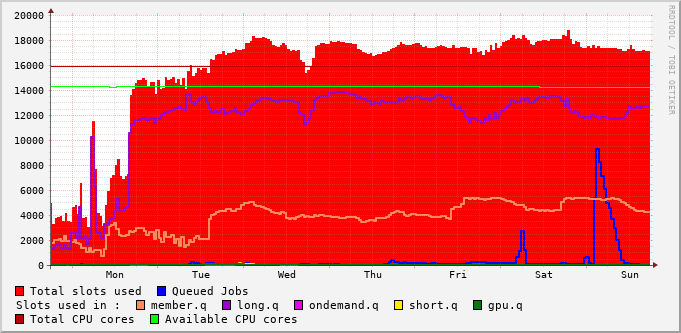 20000
18000
16000
14000
12000
10000
8000
6000
4000
2000
0
Mon Tue Wed Thu Fri Sat Sun
RRDTOOL / TOBI OETIKER
Total slots used Queued Jobs
Slots used in : member.q long.q ondemand.q short.q gpu.q
Total CPU cores Available CPU cores